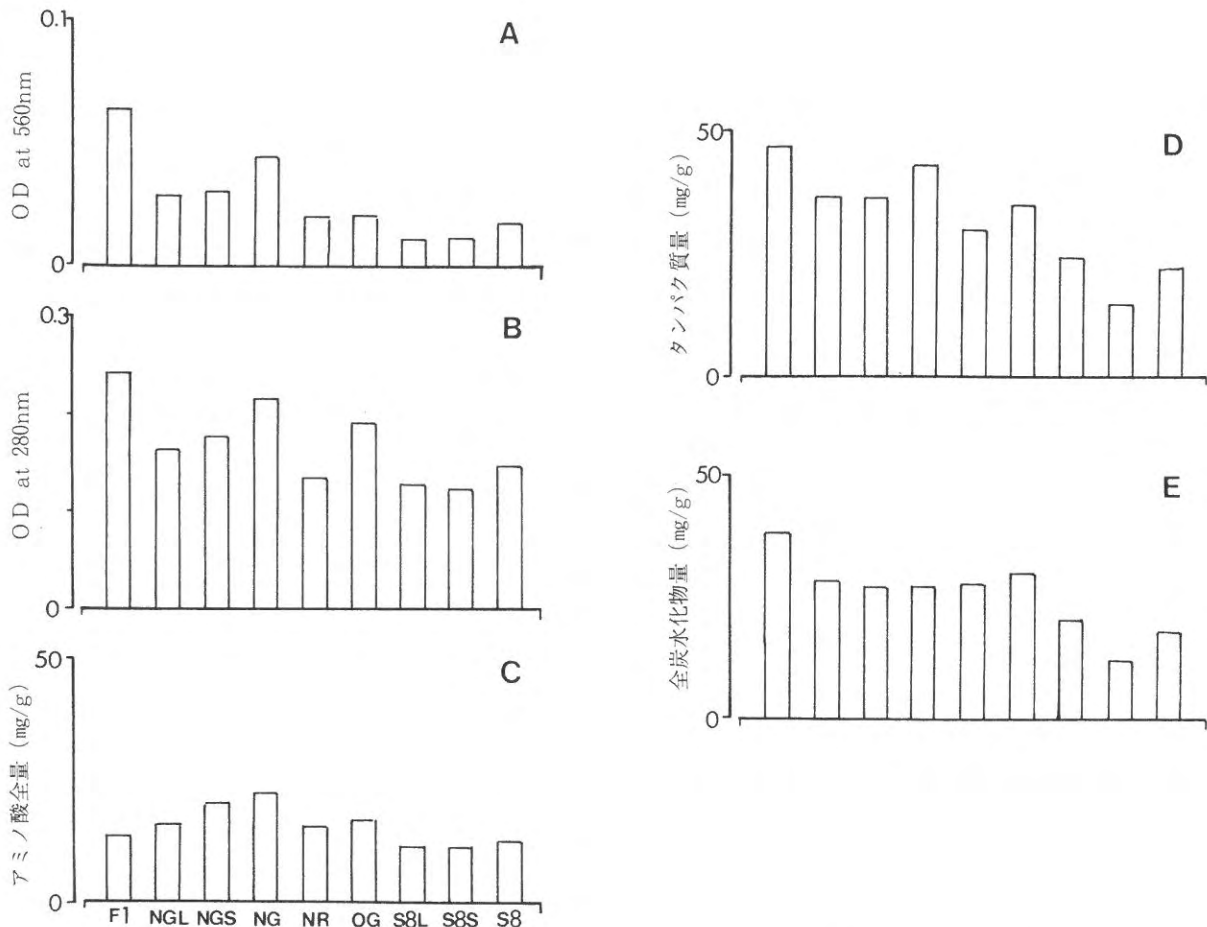 0.1
A
OD at 560nm
0
0.3
B
OD at 280nm
0
50
C
アミノ酸全量 (mg/g)
0
F1 NGL NGS NG NR OG S8L S8S S8
50
D
タンパク質量 (mg/g)
0
50
E
全炭水化物量 (mg/g)
0